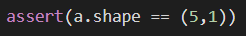 assert(a.shape == (5,1))